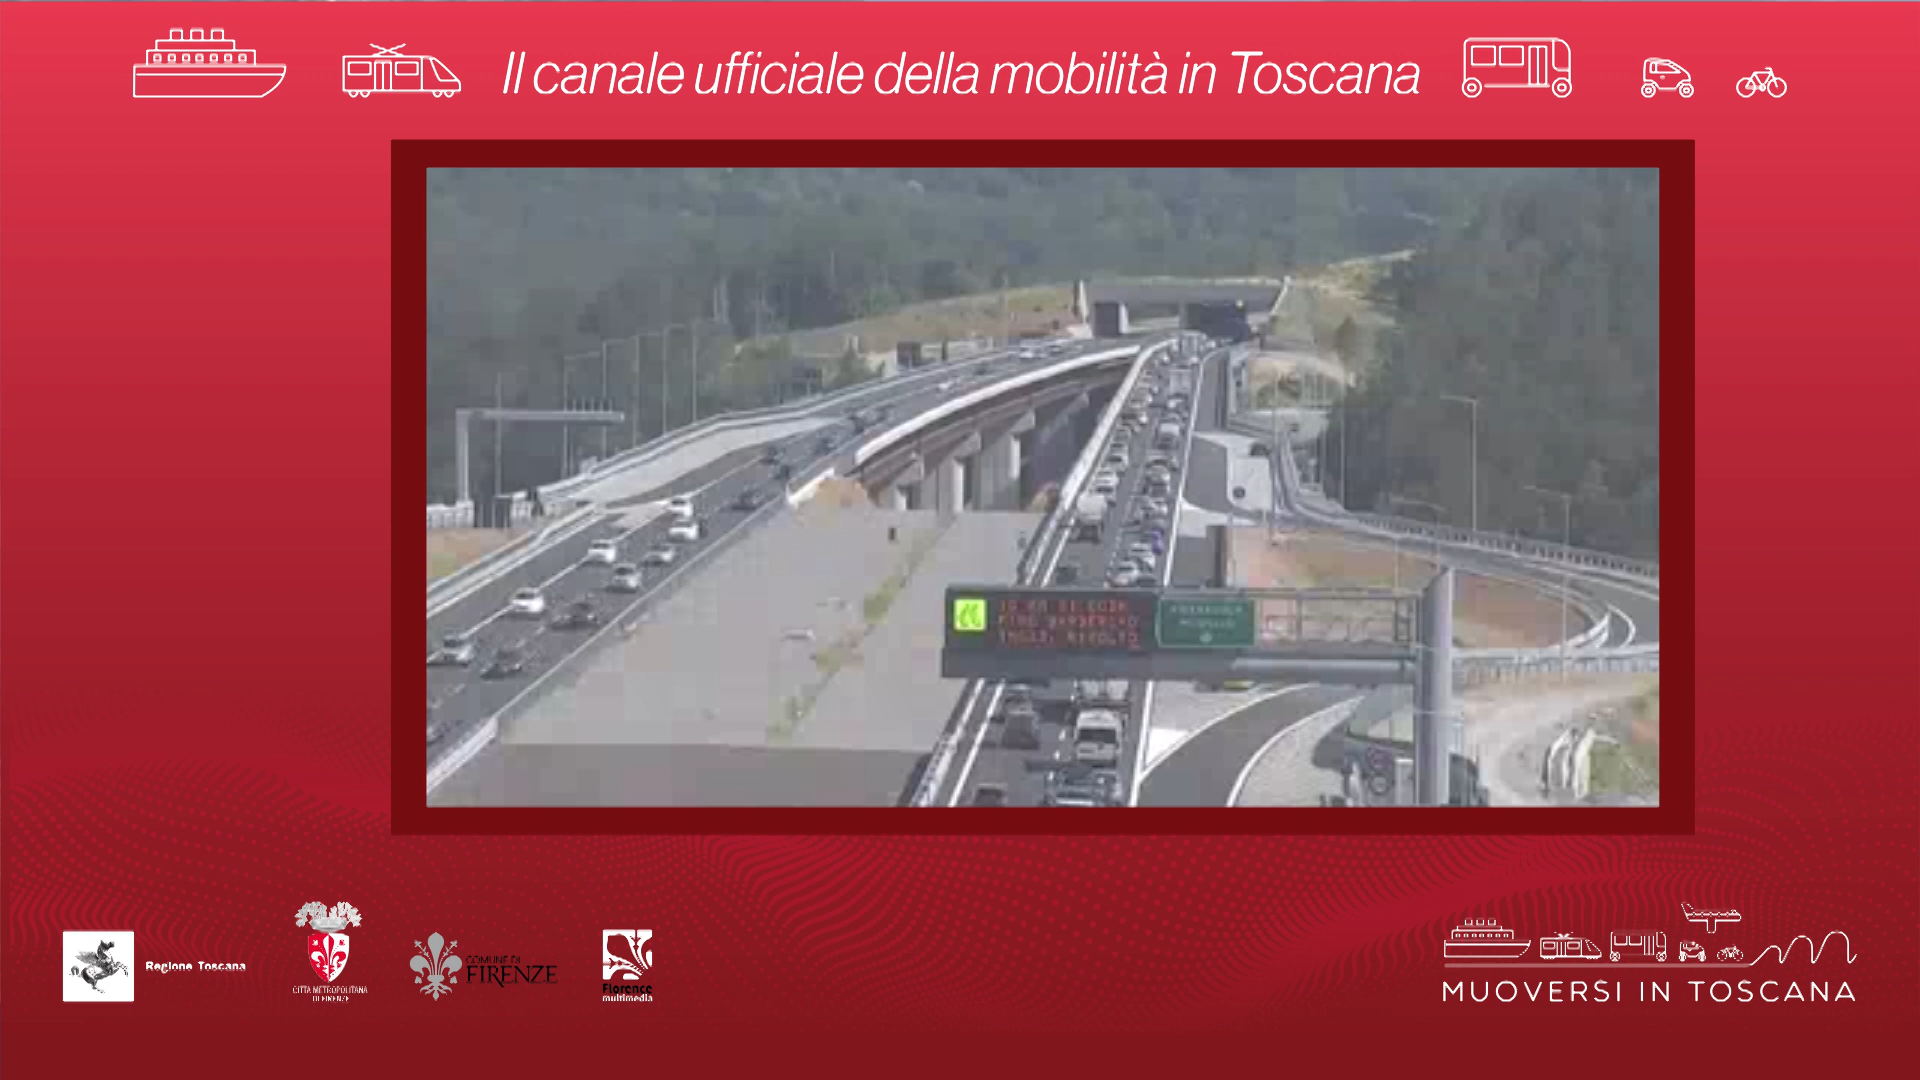 Il canale ufficiale della mobilità in Toscana
Regione Toscana
CITTÀ METROPOLITANA
DI FIRENZE
COMUNE DI
FIRENZE
Florence
multimedia
MUOVERSI IN TOSCANA